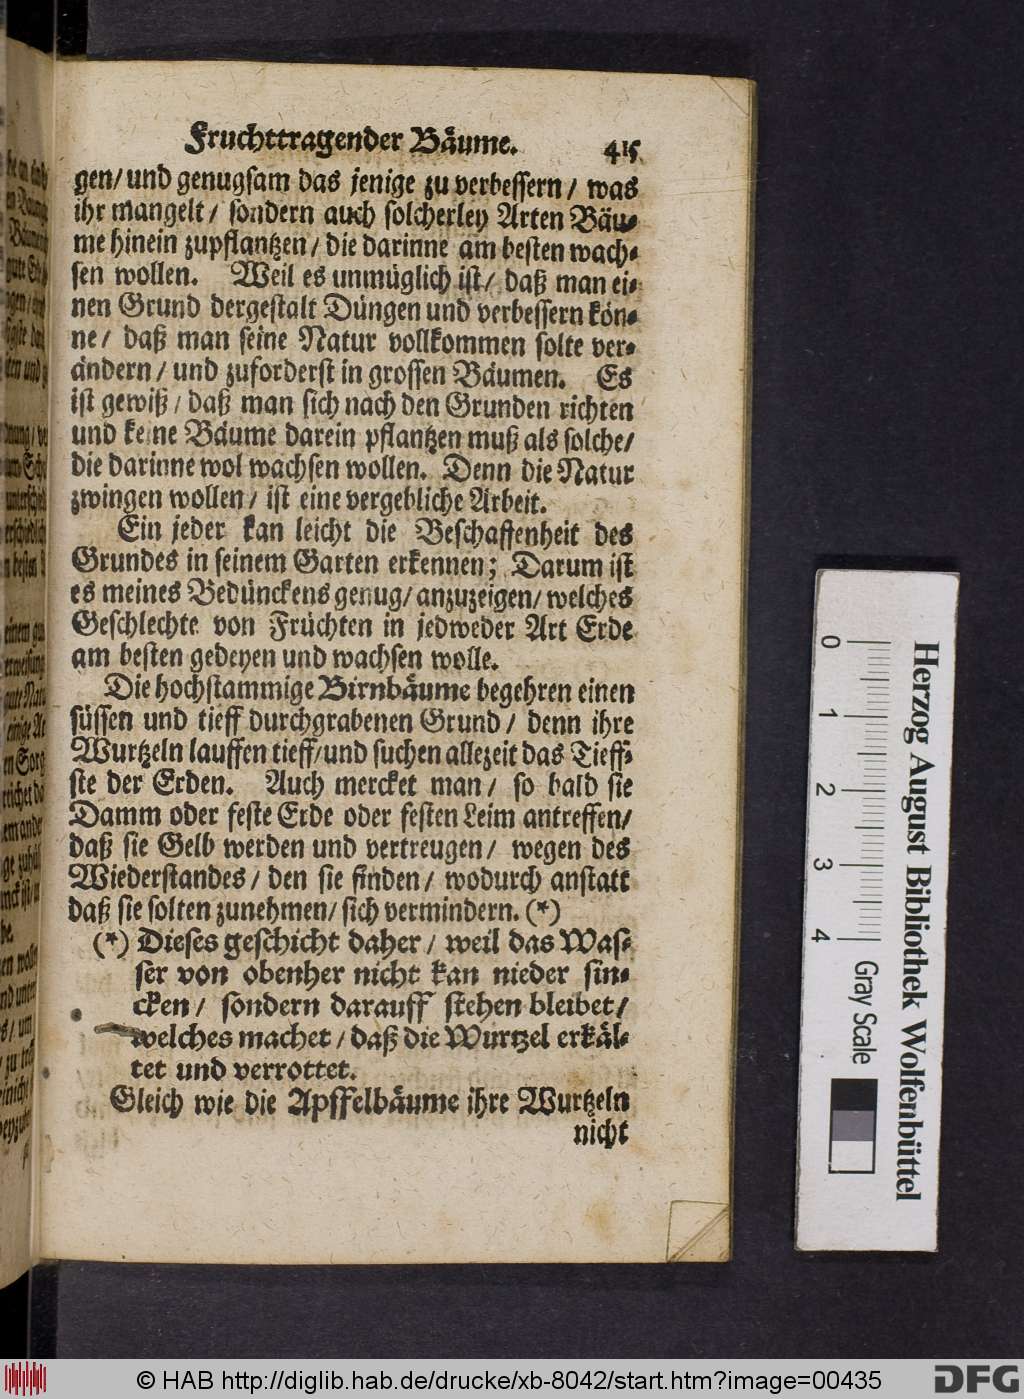 Fruchttragender Bäume. 415
gen/ und genugsam das jenige zu verbessern / was
ihr mangelt / sondern auch solcherley Arten Bäu-
me hinein zupflantzen / die darinne am besten wach-
sen wollen. Weil es unmüglich ist / daß man ei-
nen Grund dergestalt Düngen und verbessern kön-
ne / daß man seine Natur vollkommen solte ver-
ändern / und zuforderst in grossen Bäumen. Es
ist gewiß / daß man sich nach den Grunden richten
und keine Bäume darein pflantzen muß als solche/
die darinne wol wachsen wollen. Denn die Natur
zwingen wollen / ist eine vergebliche Arbeit.
Ein jeder kan leicht die Beschaffenheit des
Grundes in seinem Garten erkennen; Darum ist
es meines Bedünckens genug / anzuzeigen / welches
Geschlechte von Früchten in jedweder Art Erde
am besten gedeyen und wachsen wolle.
Die hochstammige Birnbäume begehren einen
süssen und tieff durchgrabenen Grund / denn ihre
Wurtzeln lauffen tieff/ und suchen allezeit das Tieff-
ste der Erden. Auch mercket man / so bald sie
Damm oder feste Erde oder festen Leim antreffen/
daß sie Gelb werden und vertreugen / wegen des
Wiederstandes / den sie finden / wodurch anstatt
daß sie solten zunehmen / sich vermindern. (*)
(*) Dieses geschicht daher / weil das Was-
ser von obenher nicht kan nieder sin-
cken / sondern darauff stehen bleibet /
welches machet / daß die Wurtzel erkäl-
tet und verrottet.
Gleich wie die Apffelbäume ihre Wurtzeln
nicht
0 1 2 3 4
Gray Scale
Herzog August Bibliothek Wolfenbüttel
© HAB http://diglib.hab.de/drucke/xb-8042/start.htm?image=00435
DFG